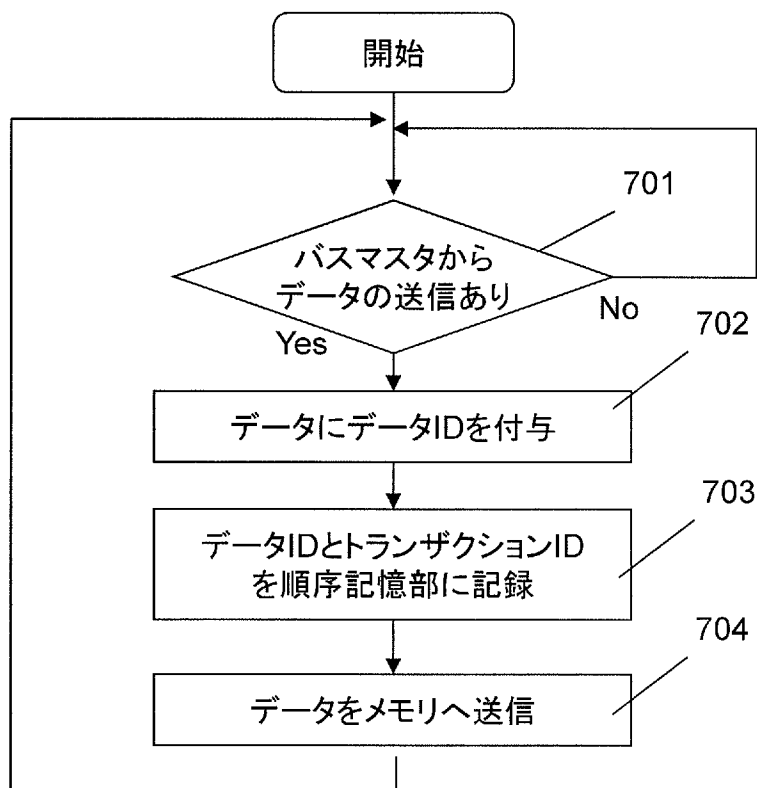 開始
701
バスマスタから
データの送信あり
No
Yes
702
データにデータIDを付与
703
データIDとトランザクションID
を順序記憶部に記録
704
データをメモリへ送信